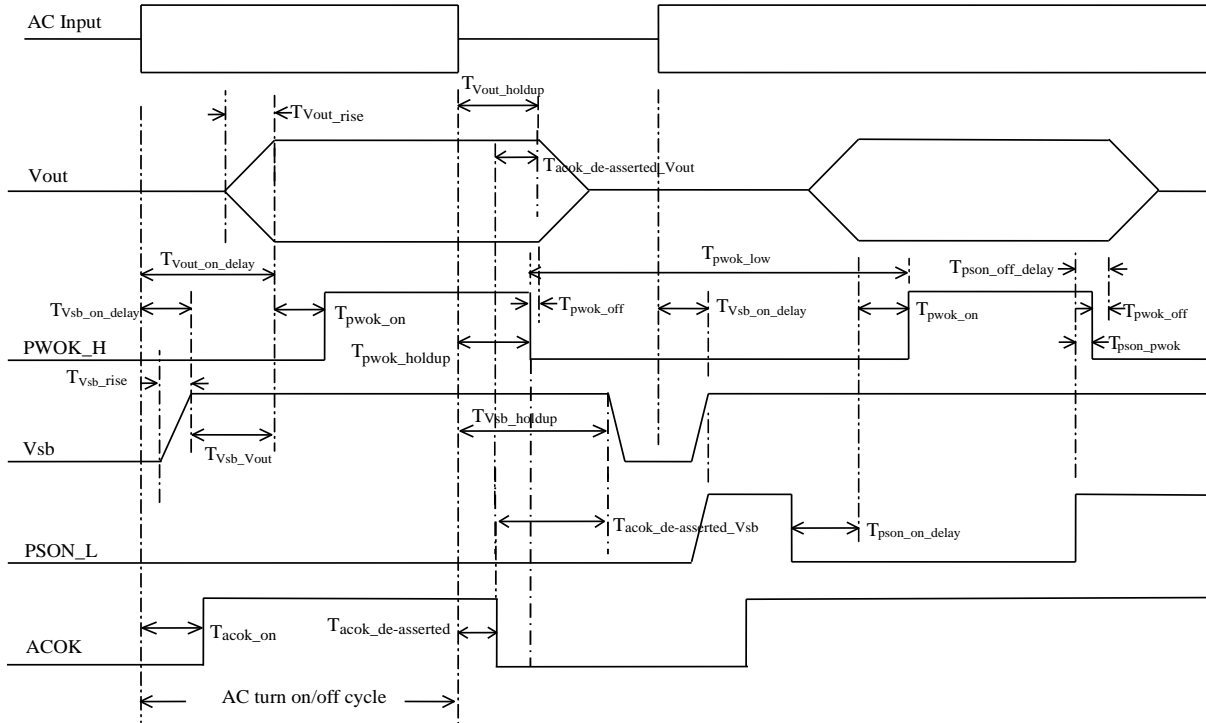 AC Input
TVout_holdup
TVout_rise
Tacok_de-asserted_Vout
Vout
TVout_on_delay
Tpwok_low
Tpson_off_delay
TVsb_on_delay
Tpwok_on
Tpwok_off
TVsb_on_delay
Tpwok_on
Tpwok_off
PWOK_H
Tpwok_holdup
Tpson_pwok
TVsb_rise
TVsb_holdup
Vsb
TVsb_Vout
Tacok_de-asserted_Vsb
Tpson_on_delay
PSON_L
Tacok_on
Tacok_de-asserted
ACOK
AC turn on/off cycle